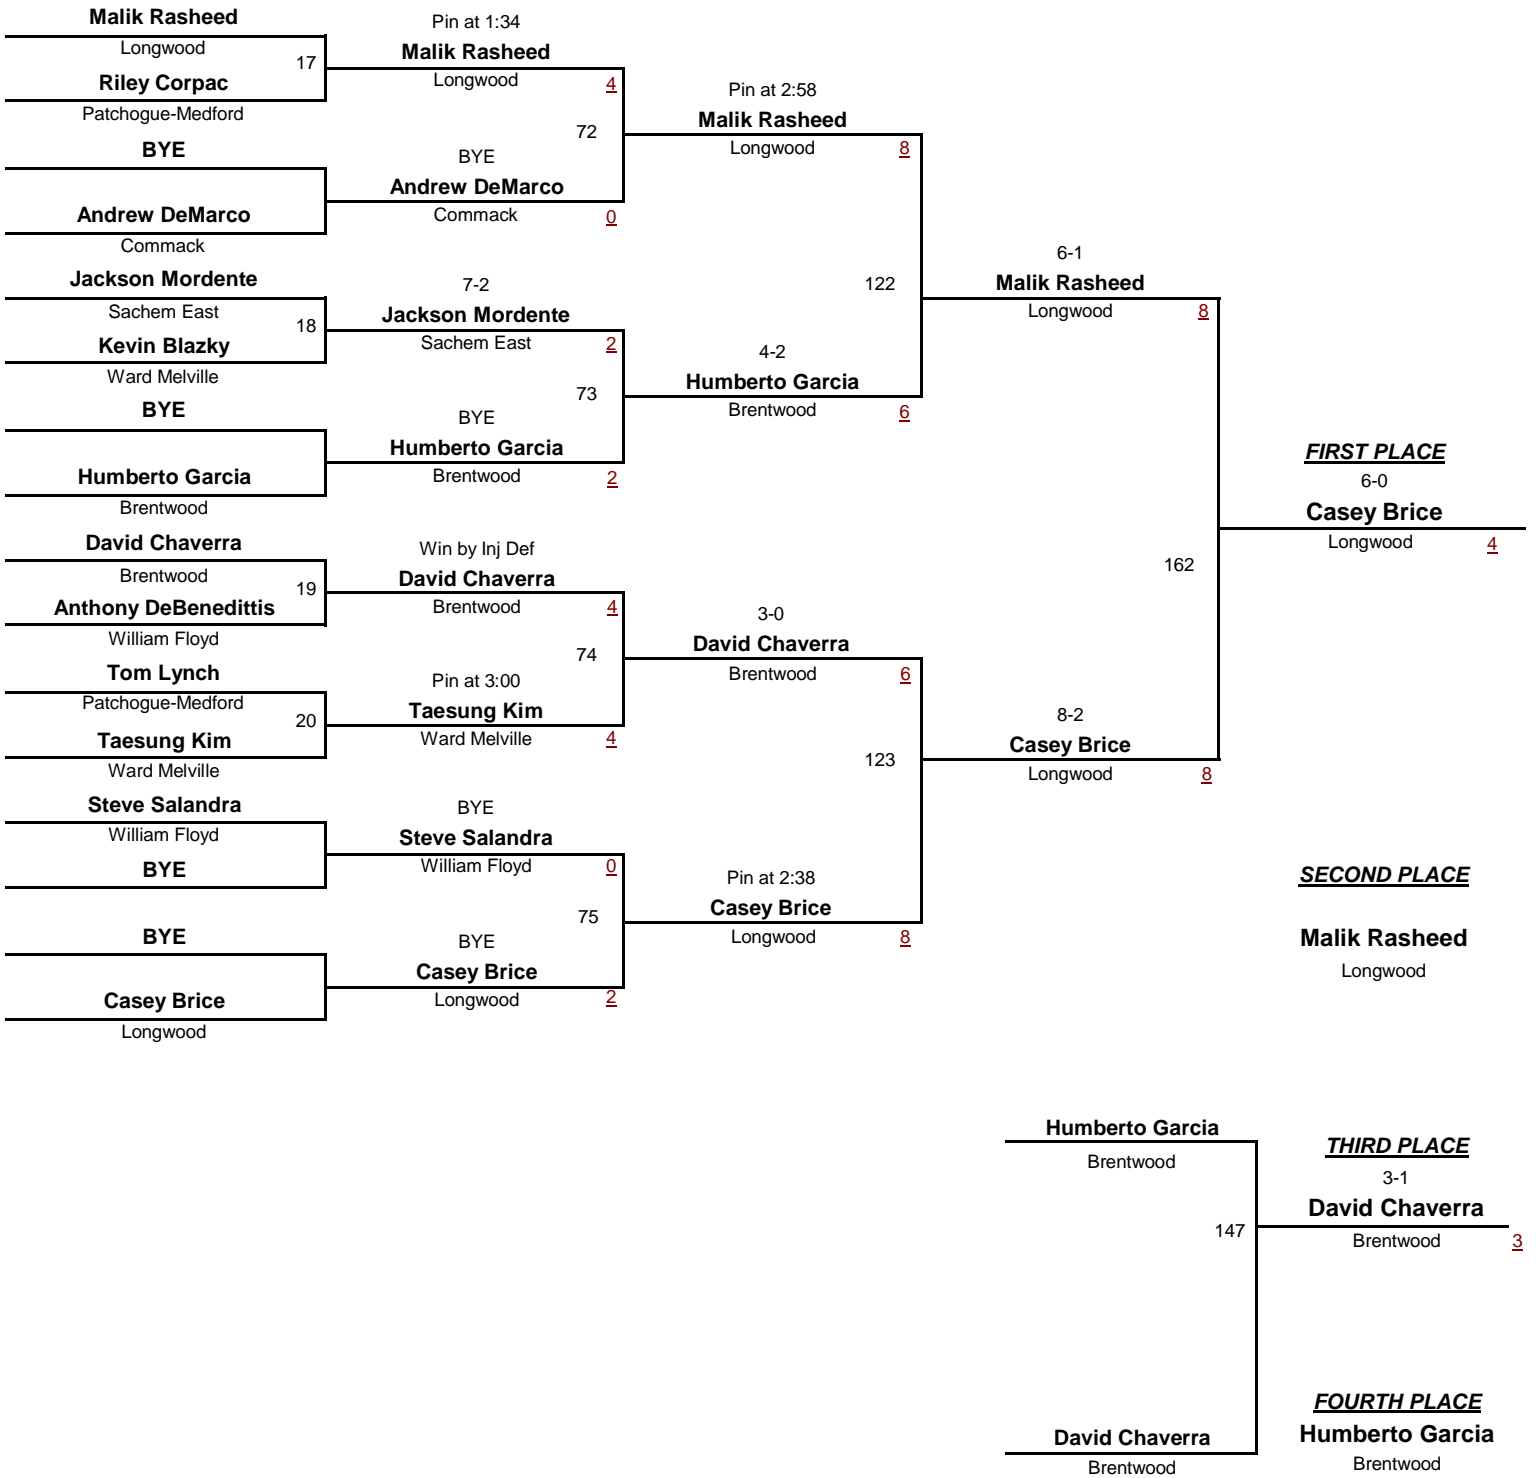 Malik Rasheed
Longwood
17
Riley Corpac
Patchogue-Medford
BYE
Andrew DeMarco
Commack
Jackson Mordente
Sachem East
18
Kevin Blazky
Ward Melville
BYE
Humberto Garcia
Brentwood
David Chaverra
Brentwood
19
Anthony DeBenedittis
William Floyd
Tom Lynch
Patchogue-Medford
20
Taesung Kim
Ward Melville
Steve Salandra
William Floyd
BYE
BYE
Casey Brice
Longwood
Pin at 1:34
Malik Rasheed
Longwood
4
72
BYE
Andrew DeMarco
Commack
0
7-2
Jackson Mordente
Sachem East
2
73
BYE
Humberto Garcia
Brentwood
2
Win by Inj Def
David Chaverra
Brentwood
4
74
Pin at 3:00
Taesung Kim
Ward Melville
4
BYE
Steve Salandra
William Floyd
0
75
BYE
Casey Brice
Longwood
2
Pin at 2:58
Malik Rasheed
Longwood
8
122
4-2
Humberto Garcia
Brentwood
6
3-0
David Chaverra
Brentwood
6
123
Pin at 2:38
Casey Brice
Longwood
8
6-1
Malik Rasheed
Longwood
8
162
8-2
Casey Brice
Longwood
8
FIRST PLACE
6-0
Casey Brice
Longwood
4
SECOND PLACE
Malik Rasheed
Longwood
Humberto Garcia
Brentwood
147
David Chaverra
Brentwood
THIRD PLACE
3-1
David Chaverra
Brentwood
3
FOURTH PLACE
Humberto Garcia
Brentwood